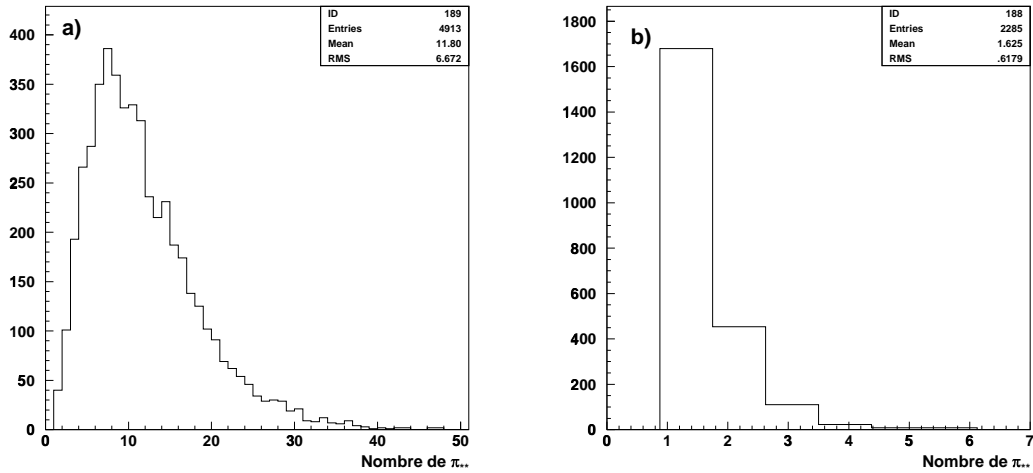 a)
ID 189
Entries 4913
Mean 11.80
RMS 6.672
400
350
300
250
200
150
100
50
0
0 10 20 30 40 50
Nombre de π**
b)
ID 188
Entries 2285
Mean 1.625
RMS .6179
1800
1600
1400
1200
1000
800
600
400
200
0
0 1 2 3 4 5 6 7
Nombre de π**